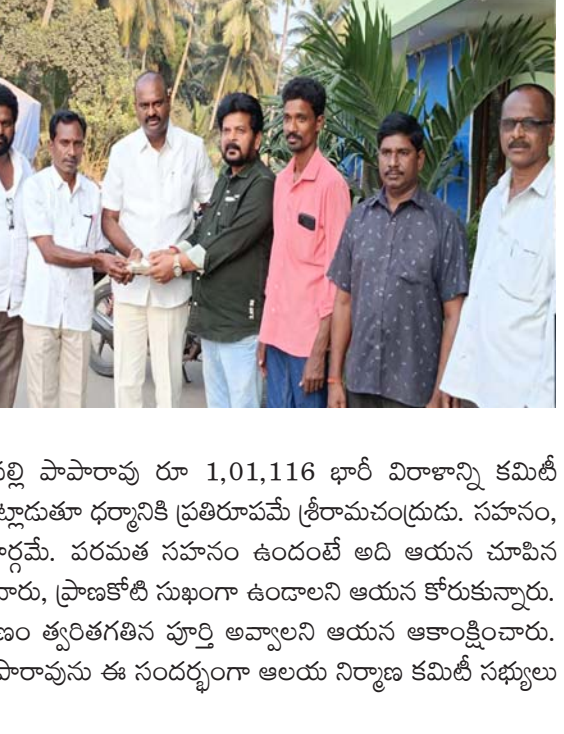 ల్లి పాపారావు రూ 1,01,116 భారీ విరాళాన్ని కమిటీ
ట్లాడుతూ ధర్మానికి ప్రతిరూపమే శ్రీరామచంద్రుడు. సహనం,
ర్గమే. పరమత సహనం ఉందంటే అది ఆయన చూపిన
నారు, ప్రాణకోటి సుఖంగా ఉండాలని ఆయన కోరుకున్నారు.
ణం త్వరితగతిన పూర్తి అవ్వాలని ఆయన ఆకాంక్షించారు.
పారావును ఈ సందర్భంగా ఆలయ నిర్మాణ కమిటీ సభ్యులు